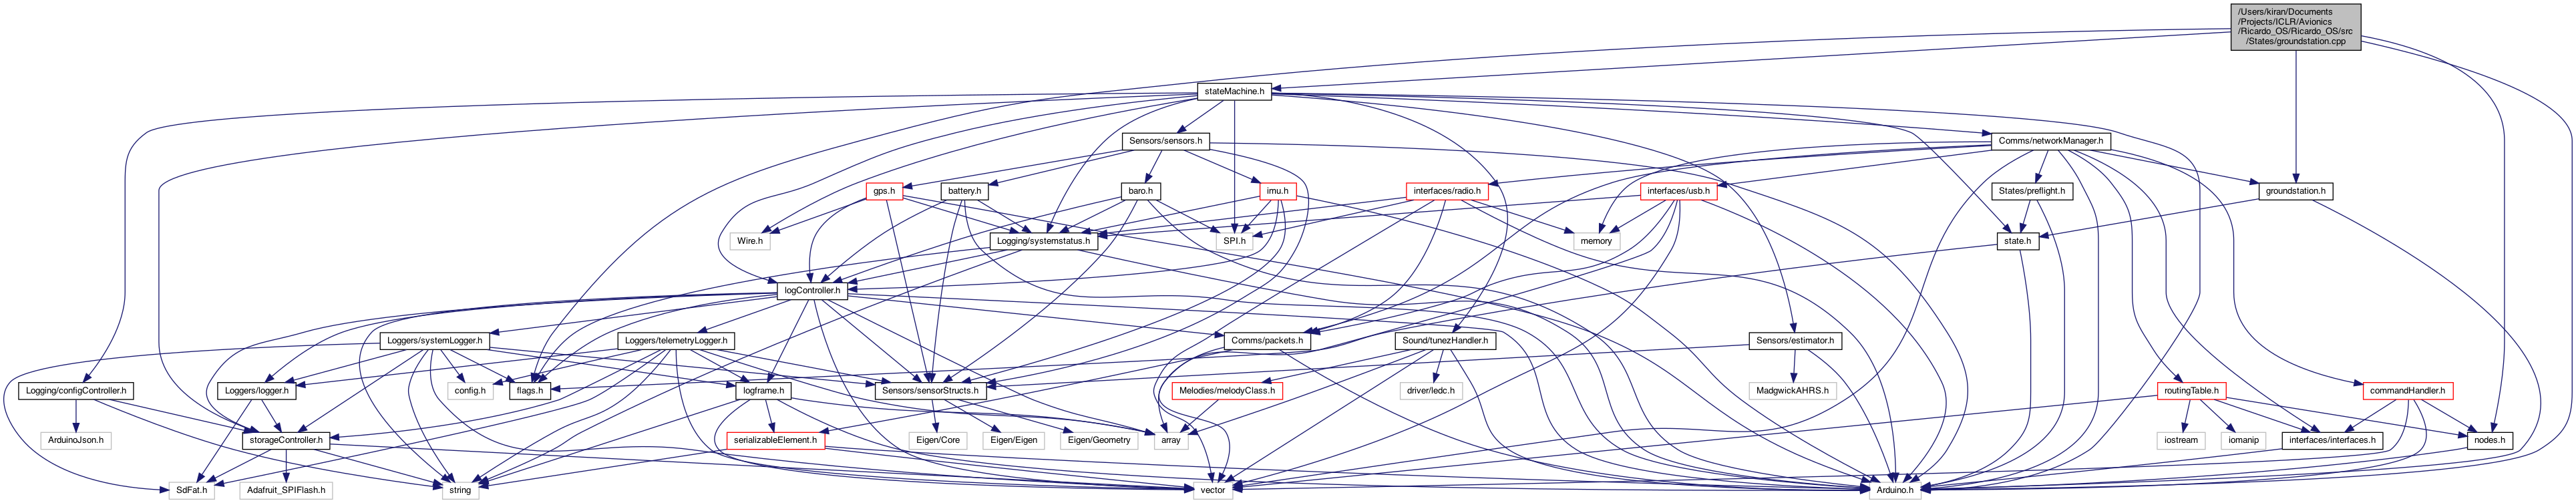 /Users/kiran/Documents
/Projects/ICLR/Avionics
/Ricardo_OS/Ricardo_OS/src
/States/groundstation.cpp
stateMachine.h
Sensors/sensors.h
Comms/networkManager.h
gps.h
battery.h
baro.h
imu.h
interfaces/radio.h
interfaces/usb.h
States/preflight.h
groundstation.h
Wire.h
Logging/systemstatus.h
SPI.h
memory
state.h
logController.h
Loggers/systemLogger.h
Loggers/telemetryLogger.h
Comms/packets.h
Sound/tunezHandler.h
Sensors/estimator.h
Logging/configController.h
Loggers/logger.h
config.h
flags.h
logframe.h
Sensors/sensorStructs.h
Melodies/melodyClass.h
driver/ledc.h
MadgwickAHRS.h
routingTable.h
commandHandler.h
ArduinoJson.h
storageController.h
serializableElement.h
Eigen/Core
Eigen/Eigen
Eigen/Geometry
array
iostream
iomanip
interfaces/interfaces.h
nodes.h
SdFat.h
Adafruit_SPIFlash.h
string
vector
Arduino.h